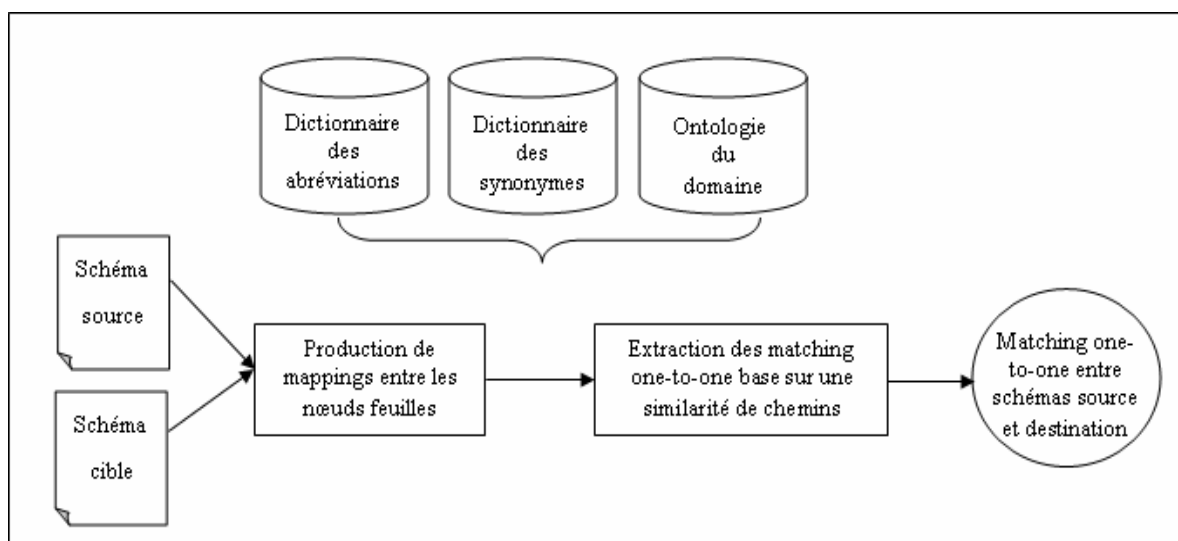 Dictionnaire
des
abréviations
Dictionnaire
des
synonymes
Ontologie
du
domaine
Schéma
source
Schéma
cible
Production de
mappings entre les
nœuds feuilles
Extraction des matching
one-to-one base sur une
similarité de chemins
Matching one-
to-one entre
schémas source
et destination